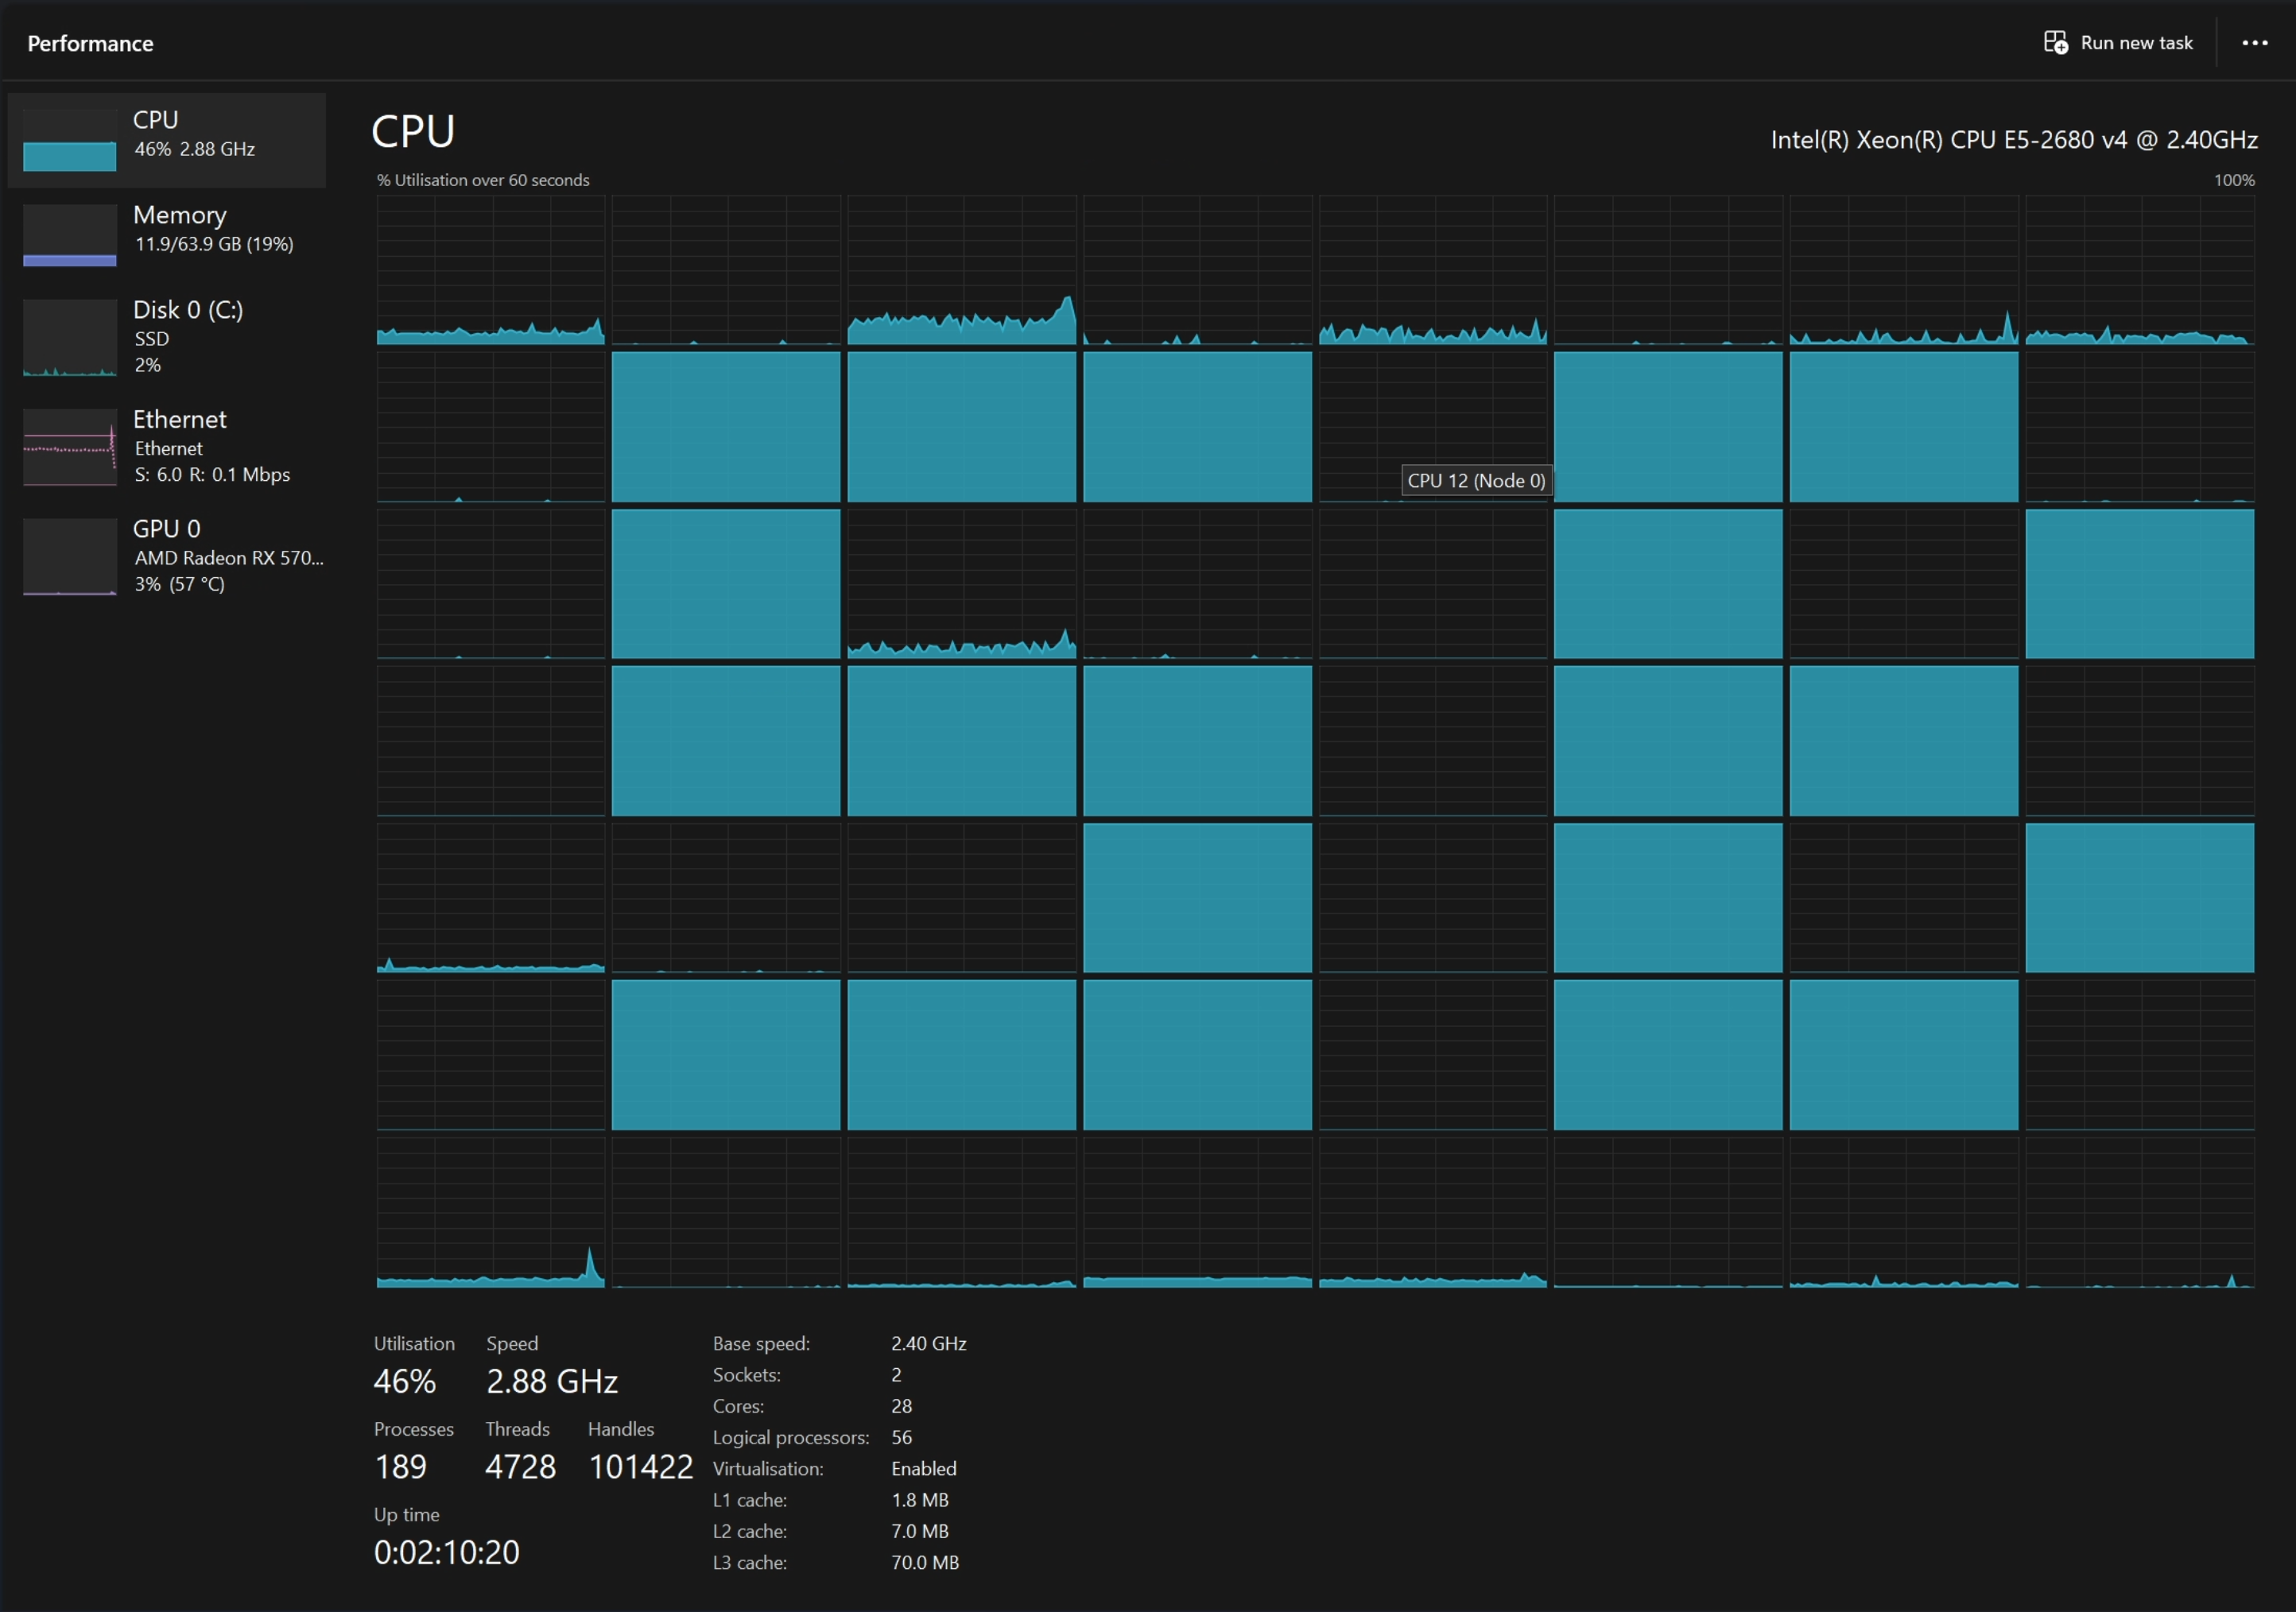 Performance
Run new task
CPU
46% 2.88 GHz
Memory
11.9/63.9 GB (19%)
Disk 0 (C:)
SSD
2%
Ethernet
Ethernet
S: 6.0 R: 0.1 Mbps
GPU 0
AMD Radeon RX 570...
3% (57 °C)
CPU
Intel(R) Xeon(R) CPU E5-2680 v4 @ 2.40GHz
% Utilisation over 60 seconds
100%
CPU 12 (Node 0)
Utilisation
46%
Speed
2.88 GHz
Processes
189
Threads
4728
Handles
101422
Up time
0:02:10:20
Base speed: 2.40 GHz
Sockets: 2
Cores: 28
Logical processors: 56
Virtualisation: Enabled
L1 cache: 1.8 MB
L2 cache: 7.0 MB
L3 cache: 70.0 MB